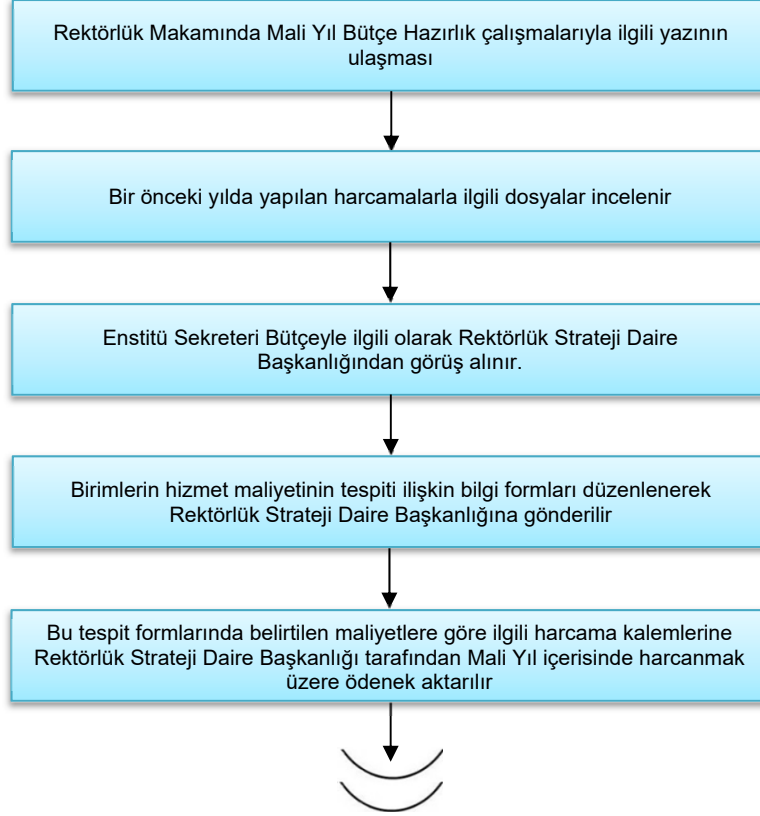 Rektörlük Makamında Mali Yıl Bütçe Hazırlık çalışmalarıyla ilgili yazının
ulaşması
Bir önceki yılda yapılan harcamalarla ilgili dosyalar incelenir
Enstitü Sekreteri Bütçeyle ilgili olarak Rektörlük Strateji Daire
Başkanlığından görüş alınır.
Birimlerin hizmet maliyetinin tespiti ilişkin bilgi formları düzenlenerek
Rektörlük Strateji Daire Başkanlığına gönderilir
Bu tespit formlarında belirtilen maliyetlere göre ilgili harcama kalemlerine
Rektörlük Strateji Daire Başkanlığı tarafından Mali Yıl içerisinde harcanmak
üzere ödenek aktarılır